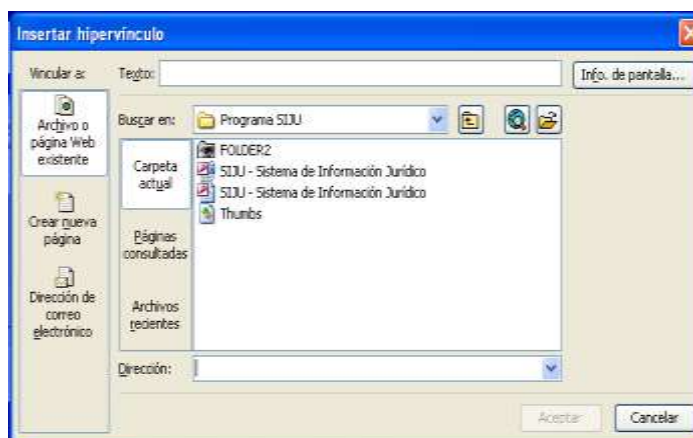 Insertar hipervínculo
Vincular a:
Texto:
Info. de pantalla...
Archivo o
página Web
existente
Crear nueva
página
Dirección de
correo
electrónico
Buscar en:
Programa SIJU
Carpeta
actual
Páginas
consultadas
Archivos
recientes
FOLDER2
SIJU - Sistema de Información Jurídico
SIJU - Sistema de Información Jurídico
Thumbs
Dirección:
Aceptar
Cancelar